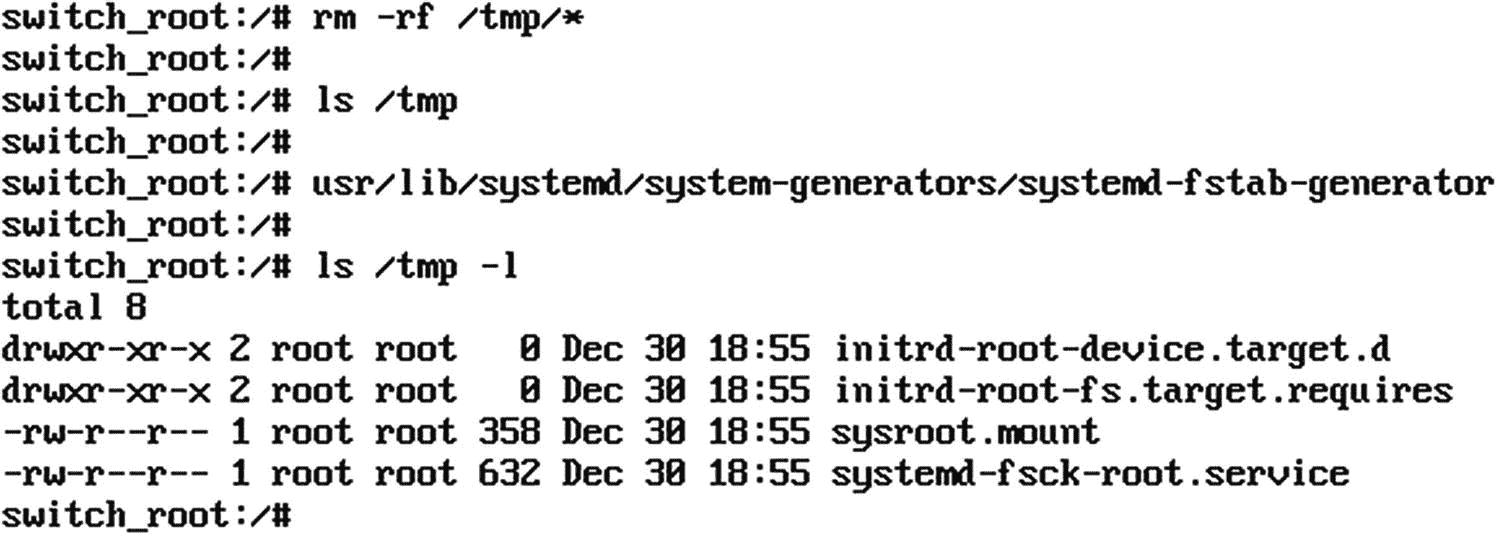 switch_root:/# rm -rf /tmp/*
switch_root:/#
switch_root:/# ls /tmp
switch_root:/#
switch_root:/# usr/lib/systemd/system-generators/systemd-fstab-generator
switch_root:/#
switch_root:/# ls /tmp -l
total 8
drwxr-xr-x 2 root root   0 Dec 30 18:55 initrd-root-device.target.d
drwxr-xr-x 2 root root   0 Dec 30 18:55 initrd-root-fs.target.requires
-rw-r--r-- 1 root root 358 Dec 30 18:55 sysroot.mount
-rw-r--r-- 1 root root 632 Dec 30 18:55 systemd-fsck-root.service
switch_root:/#